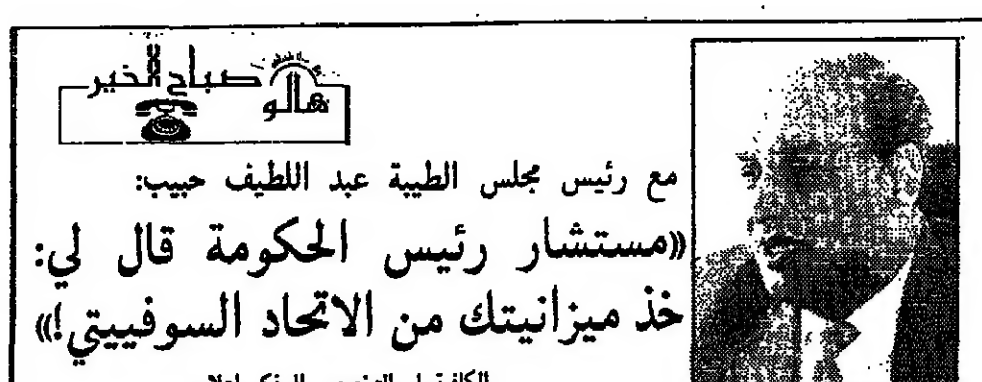 هالو صباح الخير
مع رئيس مجلس الطيبة عبد اللطيف حبيب:
«مستشار رئيس الحكومة قال لي:
خذ ميزانيتك من الاتحاد السوفييتي!»